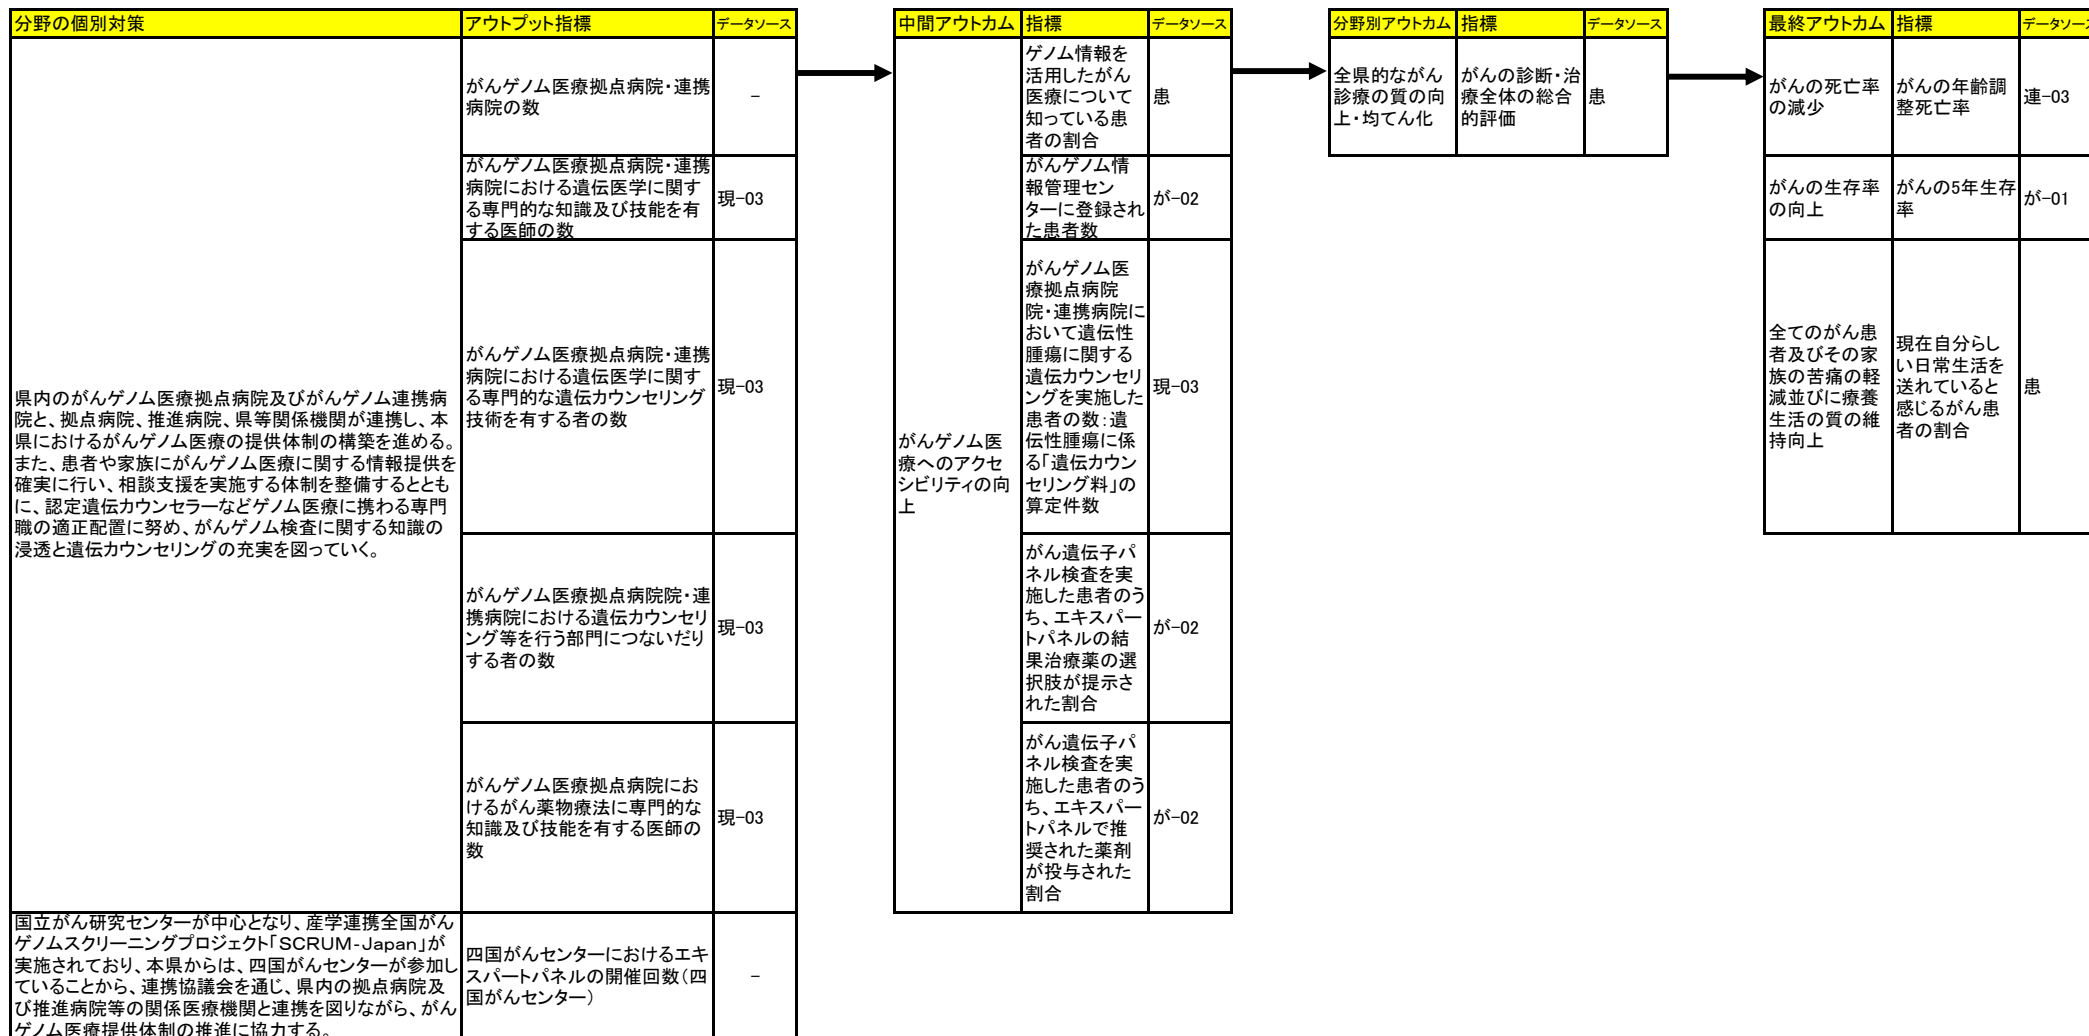 分野の個別対策
アウトプット指標
データソース
県内のがんゲノム医療拠点病院及びがんゲノム連携病
院と、拠点病院、推進病院、県等関係機関が連携し、本
県におけるがんゲノム医療の提供体制の構築を進める。
また、患者や家族にがんゲノム医療に関する情報提供を
確実に行い、相談支援を実施する体制を整備するととも
に、認定遺伝カウンセラーなどゲノム医療に携わる専門
職の適正配置に努め、がんゲノム検査に関する知識の
浸透と遺伝カウンセリングの充実を図っていく。
がんゲノム医療拠点病院・連携
病院の数
-
がんゲノム医療拠点病院・連携
病院における遺伝医学に関す
る専門的な知識及び技能を有
する医師の数
現-03
がんゲノム医療拠点病院・連携
病院における遺伝医学に関す
る専門的な遺伝カウンセリング
技術を有する者の数
現-03
がんゲノム医療拠点病院院・連
携病院における遺伝カウンセリ
ング等を行う部門につないだり
する者の数
現-03
がんゲノム医療拠点病院にお
けるがん薬物療法に専門的な
知識及び技能を有する医師の
数
現-03
国立がん研究センターが中心となり、産学連携全国がん
ゲノムスクリーニングプロジェクト「SCRUM-Japan」が
実施されており、本県からは、四国がんセンターが参加し
ていることから、連携協議会を通じ、県内の拠点病院及
び推進病院等の関係医療機関と連携を図りながら、がん
ゲノム医療提供体制の推進に協力する。
四国がんセンターにおけるエキ
スパートパネルの開催回数(四
国がんセンター)
-
中間アウトカム
指標
データソース
がんゲノム医
療へのアクセ
シビリティの向
上
ゲノム情報を
活用したがん
医療について
知っている患
者の割合
患
がんゲノム情
報管理セン
ターに登録され
た患者数
が-02
がんゲノム医
療拠点病院
院・連携病院に
おいて遺伝性
腫瘍に関する
遺伝カウンセリ
ングを実施した
患者の数:遺
伝性腫瘍に係
る「遺伝カウン
セリング料」の
算定件数
現-03
がん遺伝子パ
ネル検査を実
施した患者のう
ち、エキスパー
トパネルの結
果治療薬の選
択肢が提示さ
れた割合
が-02
がん遺伝子パ
ネル検査を実
施した患者のう
ち、エキスパー
トパネルで推
奨された薬剤
が投与された
割合
が-02
分野別アウトカム
指標
データソース
全県的ながん
診療の質の向
上・均てん化
がんの診断・治
療全体の総合
的評価
患
最終アウトカム
指標
データソース
がんの死亡率
の減少
がんの年齢調
整死亡率
連-03
がんの生存率
の向上
がんの5年生存
率
が-01
全てのがん患
者及びその家
族の苦痛の軽
減並びに療養
生活の質の維
持向上
現在自分らし
い日常生活を
送れていると
感じるがん患
者の割合
患